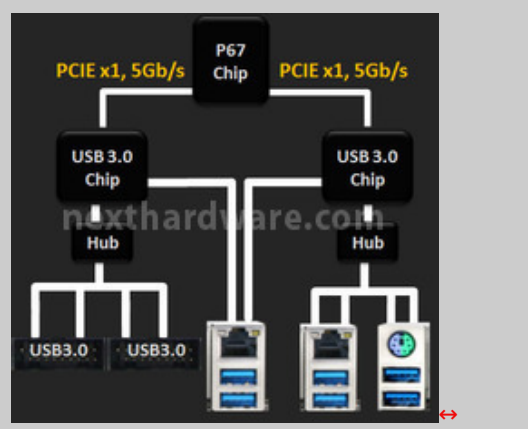 P67
Chip
PCIE x1, 5Gb/s
PCIE x1, 5Gb/s
USB 3.0
Chip
USB 3.0
Chip
nexthardware.com
Hub
Hub
USB3.0
USB3.0